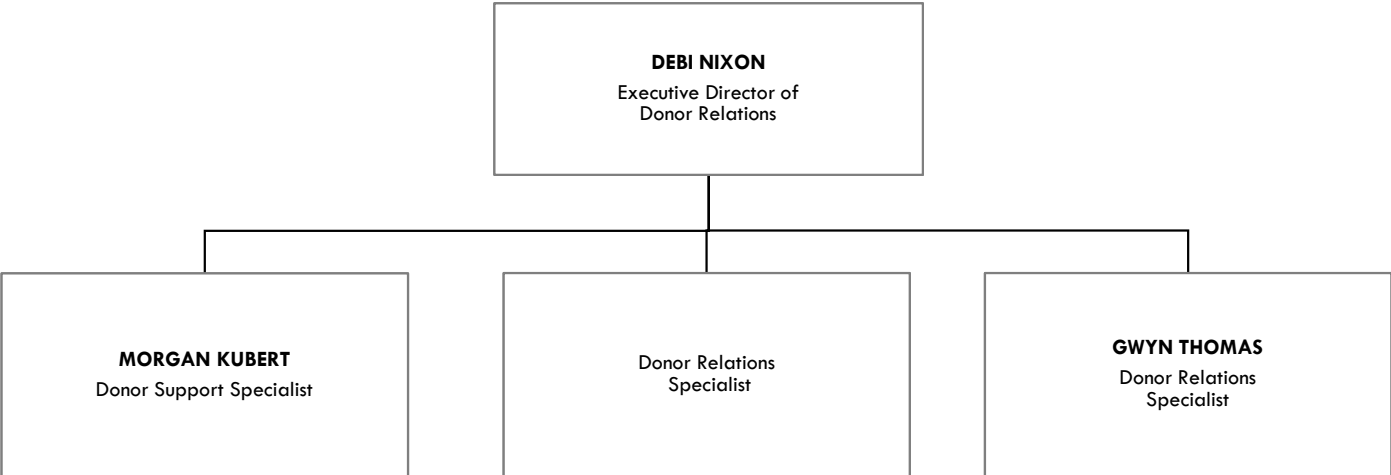 DEBI NIXON
Executive Director of
Donor Relations
MORGAN KUBERT
Donor Support Specialist
Donor Relations
Specialist
GWYN THOMAS
Donor Relations
Specialist